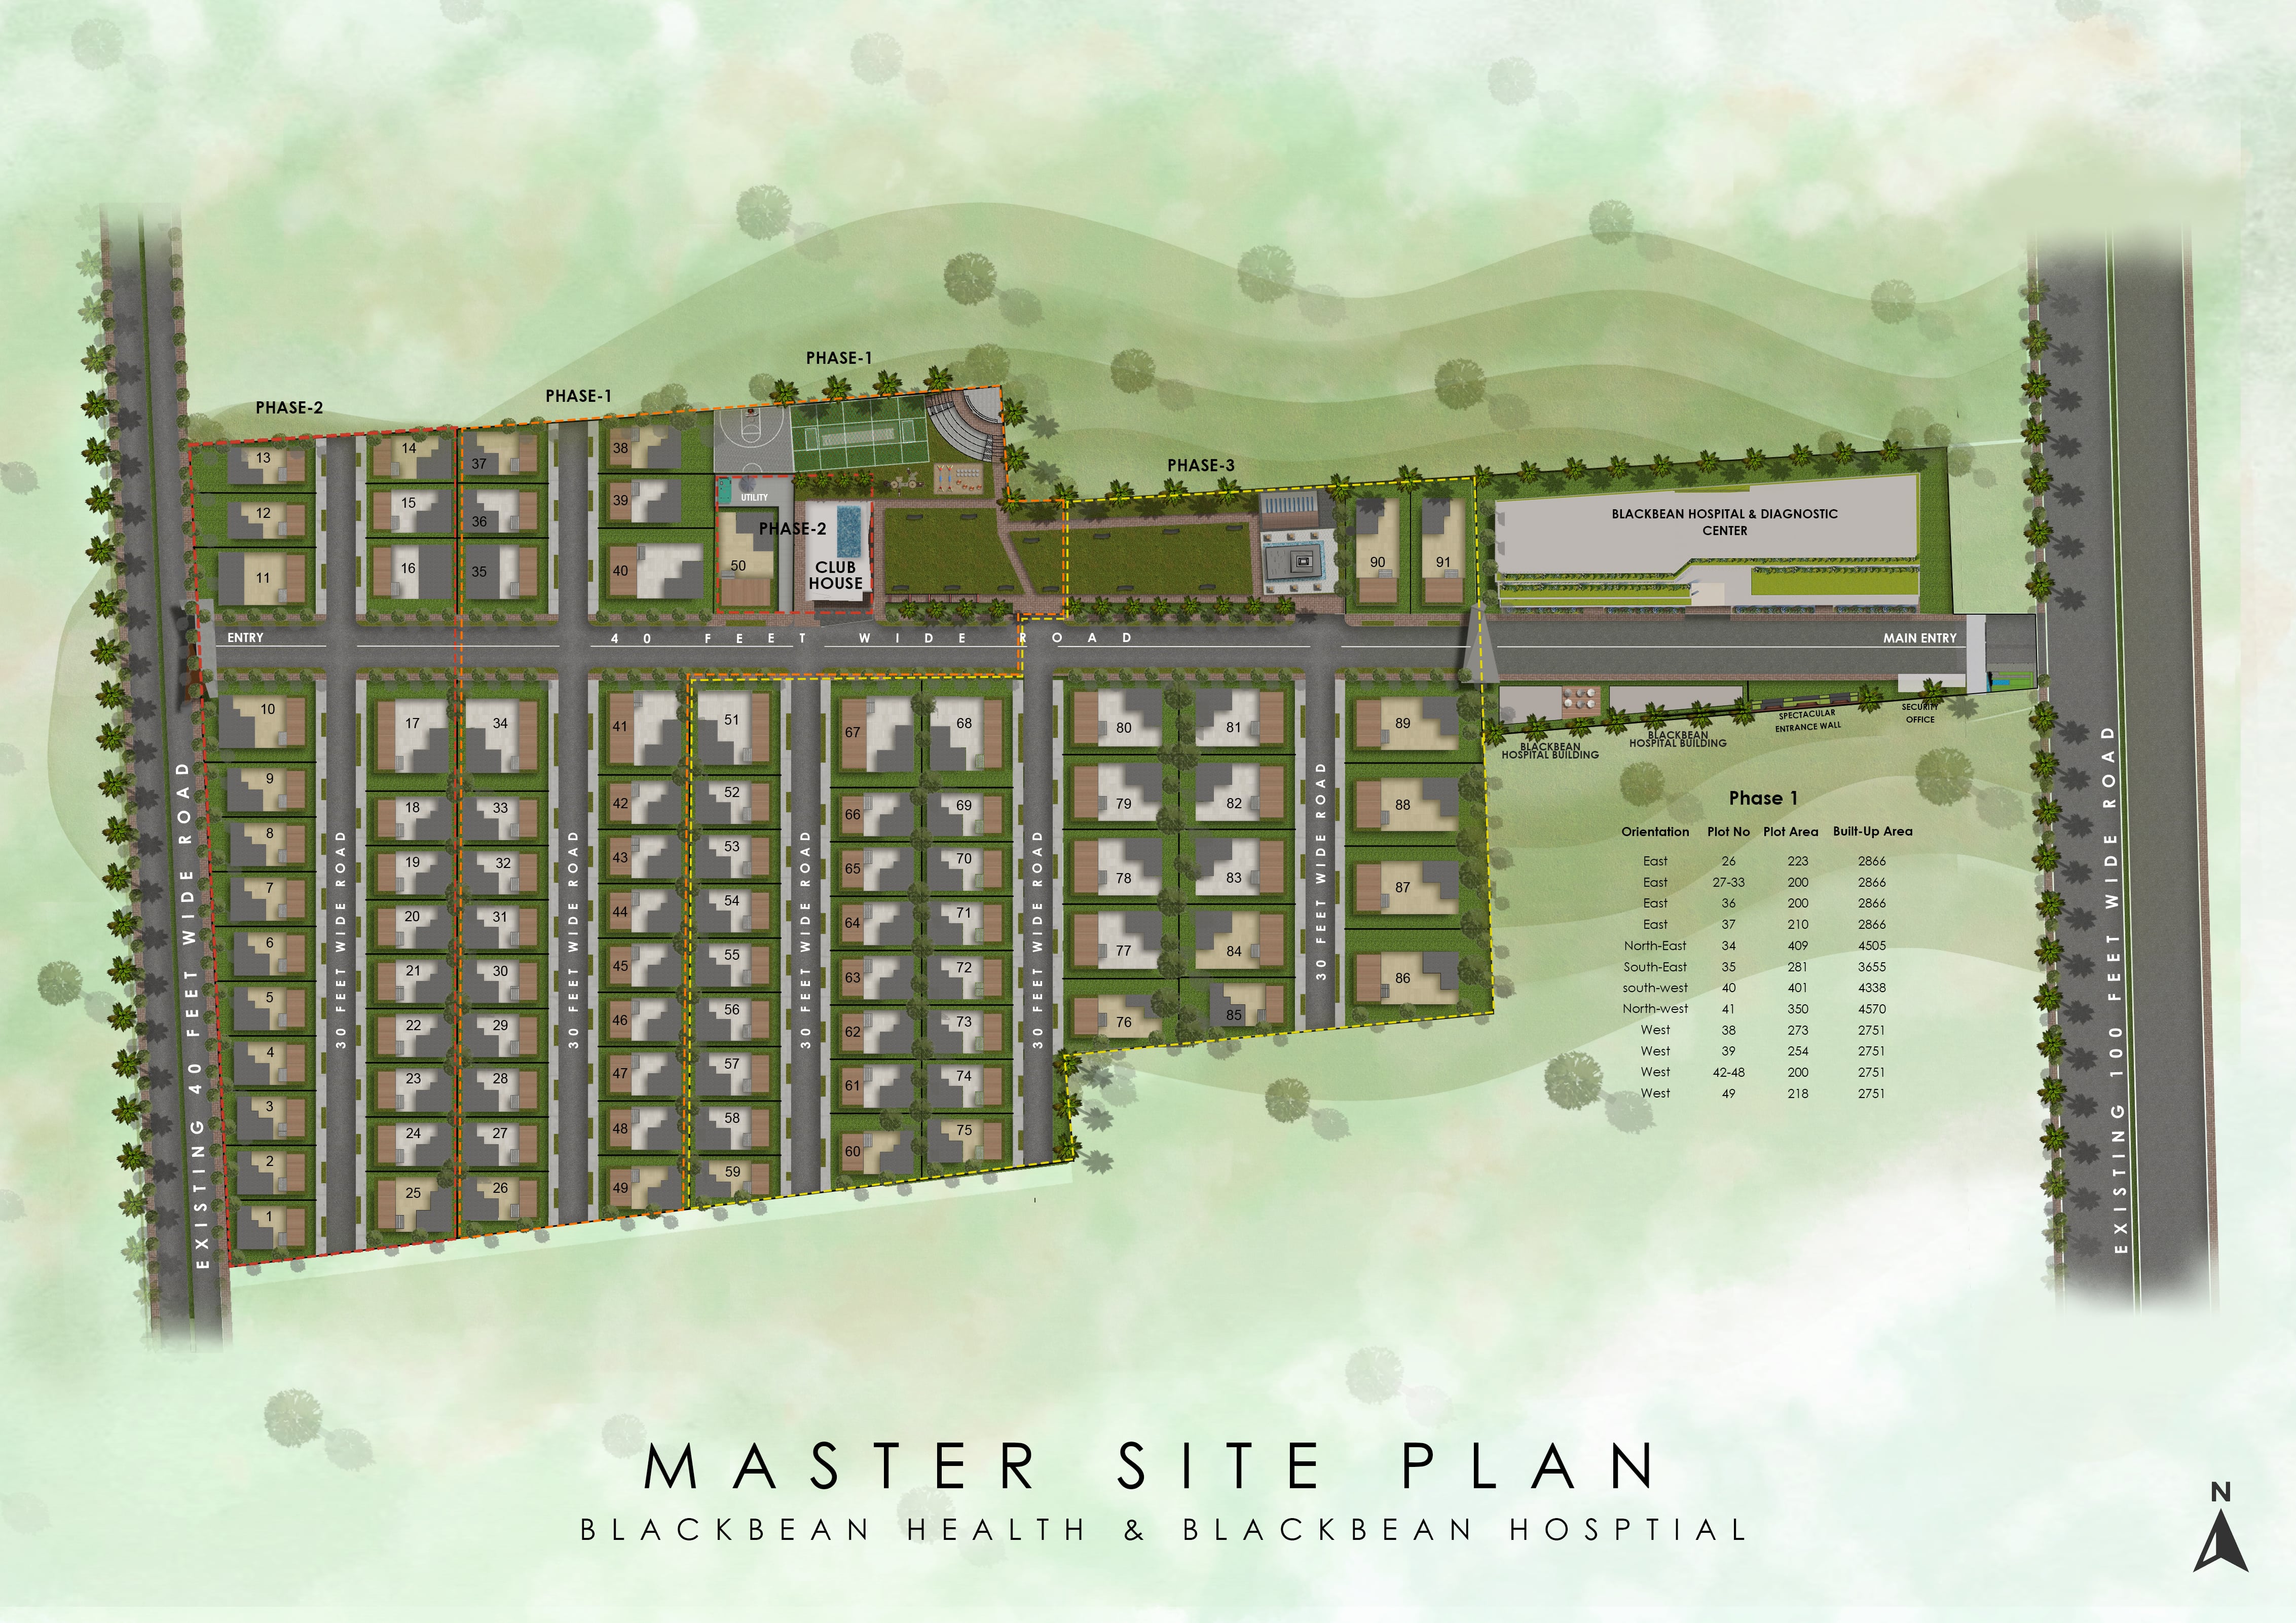 PHASE-1
PHASE-1
PHASE-2
PHASE-3
13
14
37
38
12
15
36
39
UTILITY
PHASE-2
11
16
35
40
50
CLUB
HOUSE
90
91
BLACKBEAN HOSPITAL & DIAGNOSTIC
CENTER
ENTRY
40 FEET WIDE ROAD
MAIN ENTRY
10
17
34
41
51
67
68
80
81
89
SECURITY
OFFICE
SPECTACULAR
ENTRANCE WALL
BLACKBEAN
HOSPITAL BUILDING
BLACKBEAN
HOSPITAL BUILDING
9
18
33
42
52
66
69
79
82
88
8
19
32
43
53
65
70
78
83
87
7
20
31
44
54
64
71
77
84
86
6
21
30
45
55
63
72
76
85
5
22
29
46
56
62
73
4
23
28
47
57
61
74
3
24
27
48
58
60
75
2
25
26
49
59
1
EXISTING 40 FEET WIDE ROAD
30 FEET WIDE ROAD
30 FEET WIDE ROAD
30 FEET WIDE ROAD
30 FEET WIDE ROAD
30 FEET WIDE ROAD
EXISTING 100 FEET WIDE ROAD
Phase 1
Orientation Plot No Plot Area Built-Up Area
East 26 223 2866
East 27-33 200 2866
East 36 200 2866
East 37 210 2866
North-East 34 409 4505
South-East 35 281 3655
south-west 40 401 4338
North-west 41 350 4570
West 38 273 2751
West 39 254 2751
West 42-48 200 2751
West 49 218 2751
MASTER SITE PLAN
BLACKBEAN HEALTH & BLACKBEAN HOSPTIAL
N